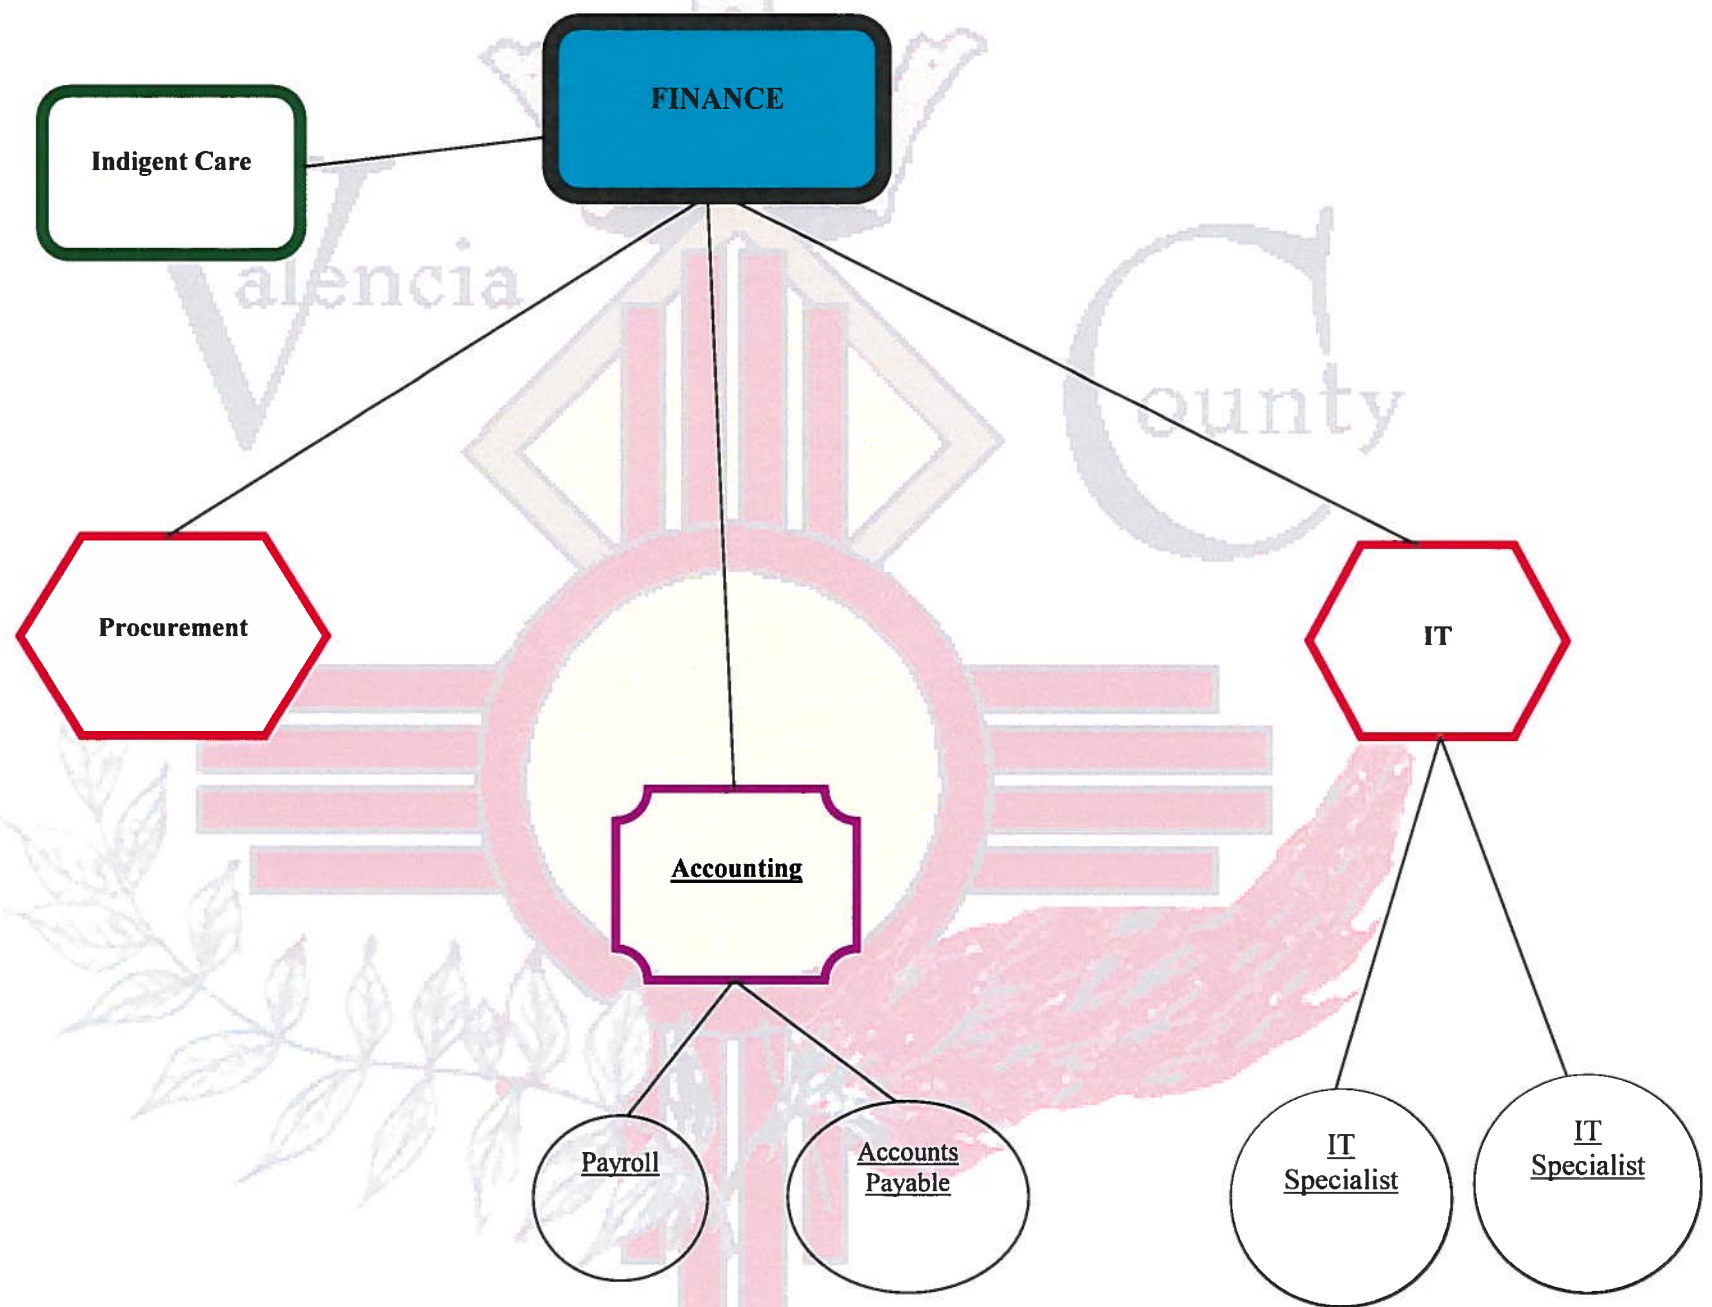 FINANCE
Indigent Care
Valencia
County
Procurement
IT
Accounting
Payroll
Accounts
Payable
IT
Specialist
IT
Specialist